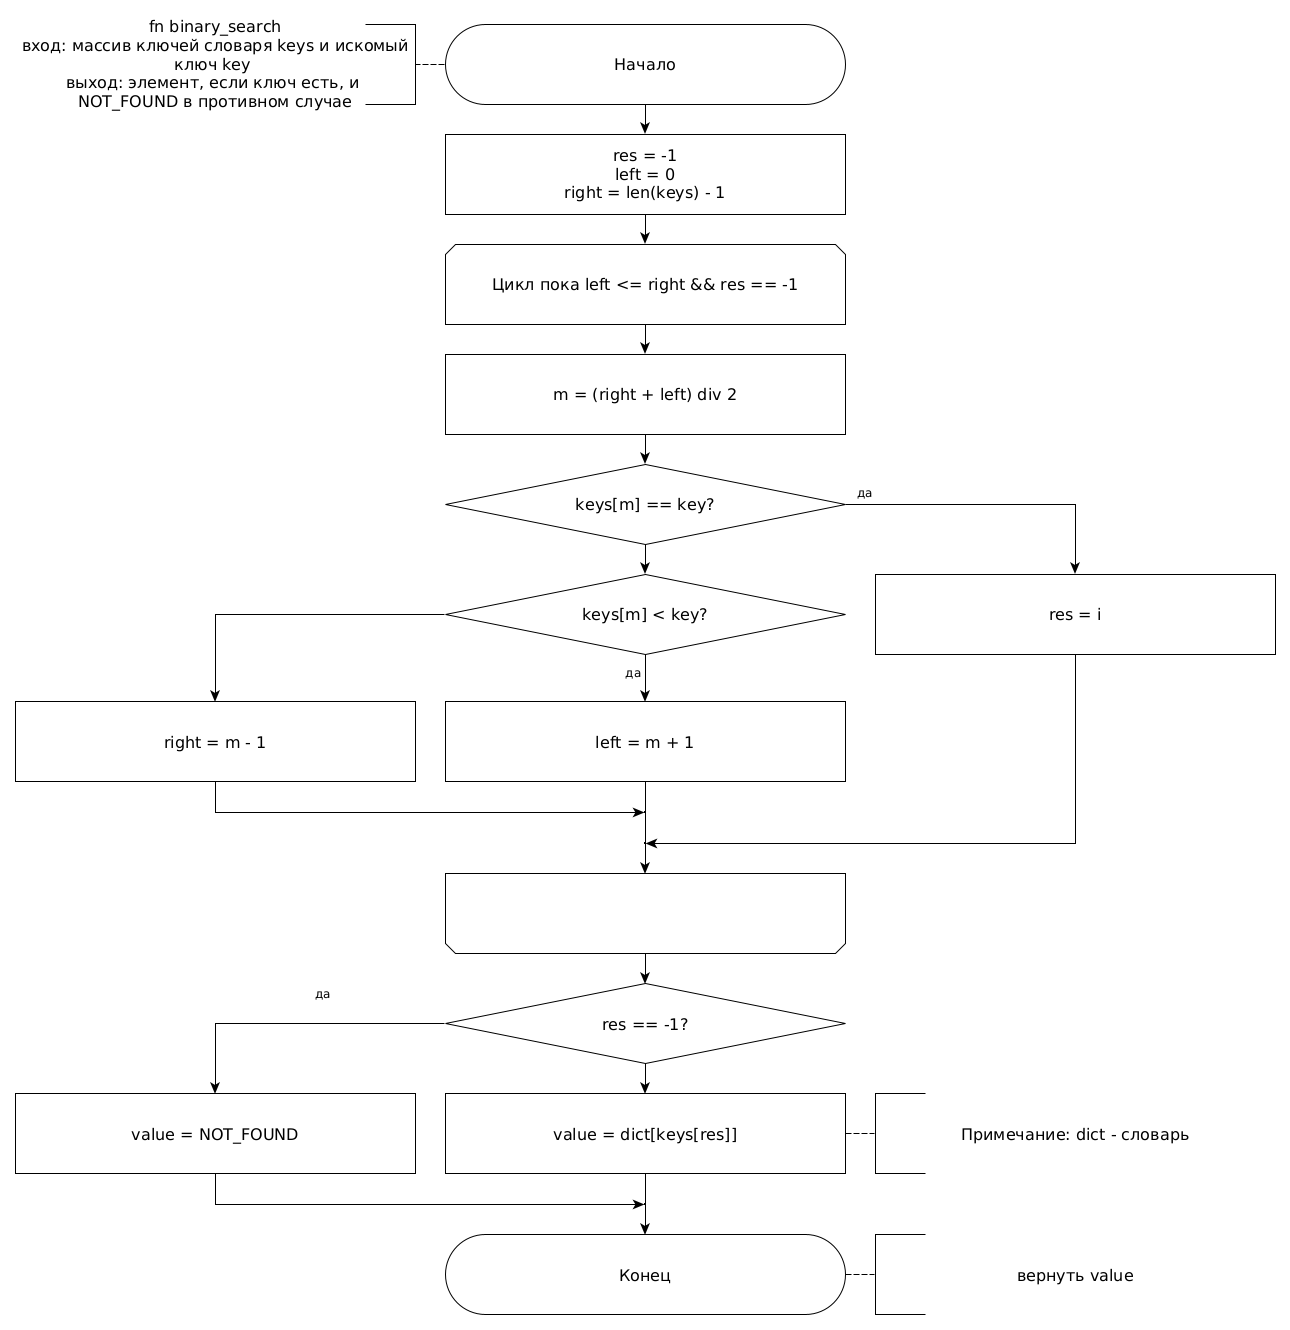 fn binary_search
вход: массив ключей словаря keys и искомый
ключ key
выход: элемент, если ключ есть, и
NOT_FOUND в противном случае
Начало
res = -1
left = 0
right = len(keys) - 1
Цикл пока left <= right && res == -1
m = (right + left) div 2
keys[m] == key?
да
keys[m] < key?
res = i
да
right = m - 1
left = m + 1
да
res == -1?
value = NOT_FOUND
value = dict[keys[res]]
Примечание: dict - словарь
Конец
вернуть value